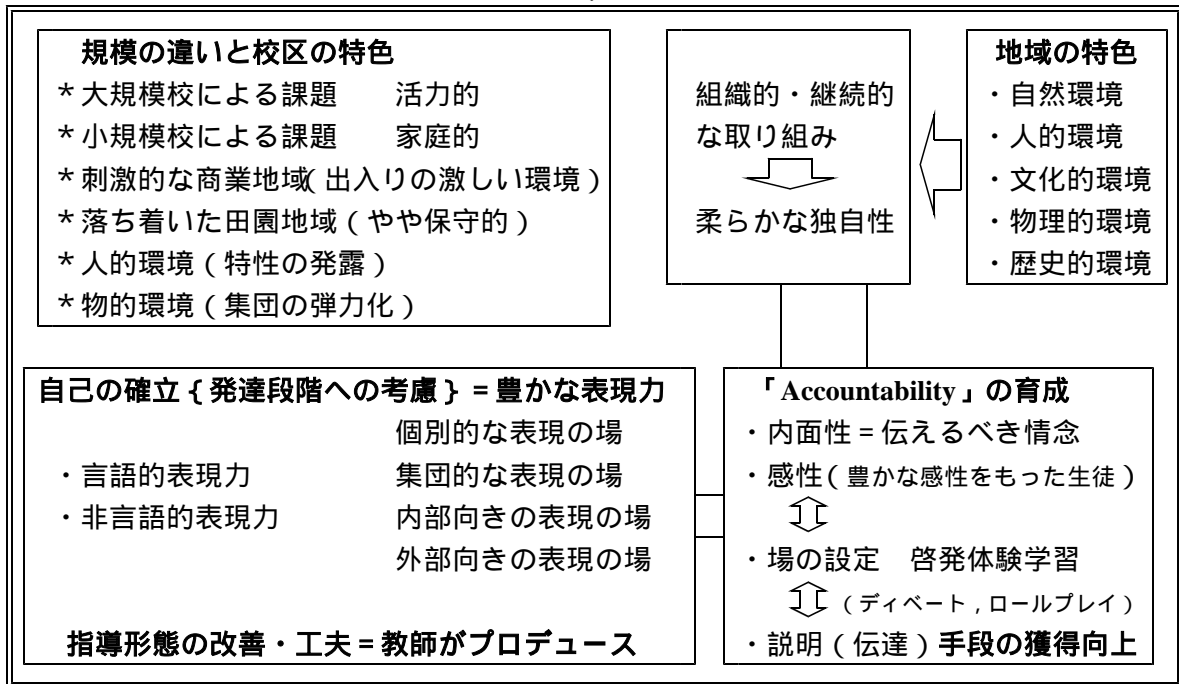 規模の違いと校区の特色
*大規模校による課題　活力的
*小規模校による課題　家庭的
*刺激的な商業地域(出入りの激しい環境)
*落ち着いた田園地域(やや保守的)
*人的環境(特性の発露)
*物的環境(集団の弾力化)
組織的・継続的
な取り組み
柔らかな独自性
地域の特色
・自然環境
・人的環境
・文化的環境
・物理的環境
・歴史的環境
自己の確立{発達段階への考慮}=豊かな表現力
個別的な表現の場
・言語的表現力　集団的な表現の場
・非言語的表現力　内部向きの表現の場
外部向きの表現の場
指導形態の改善・工夫=教師がプロデュース
「Accountability」の育成
・内面性=伝えるべき情念
・感性(豊かな感性をもった生徒)
・場の設定　啓発体験学習
(ディベート,ロールプレイ)
・説明(伝達)手段の獲得向上